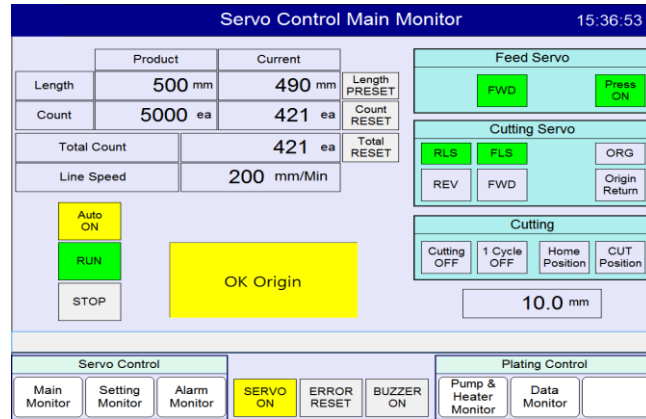 Servo Control Main Monitor 15:36:53
Product Current
Length 500 mm 490 mm Length PRESET
Count 5000 ea 421 ea Count RESET
Total Count 421 ea Total RESET
Line Speed 200 mm/Min
Auto ON
RUN
STOP
OK Origin
Feed Servo
FWD Press ON
Cutting Servo
RLS FLS ORG
REV FWD Origin Return
Cutting
Cutting OFF 1 Cycle OFF Home Position CUT Position
10.0 mm
Servo Control
Main Monitor Setting Monitor Alarm Monitor
SERVO ON ERROR RESET BUZZER ON
Plating Control
Pump & Heater Monitor Data Monitor